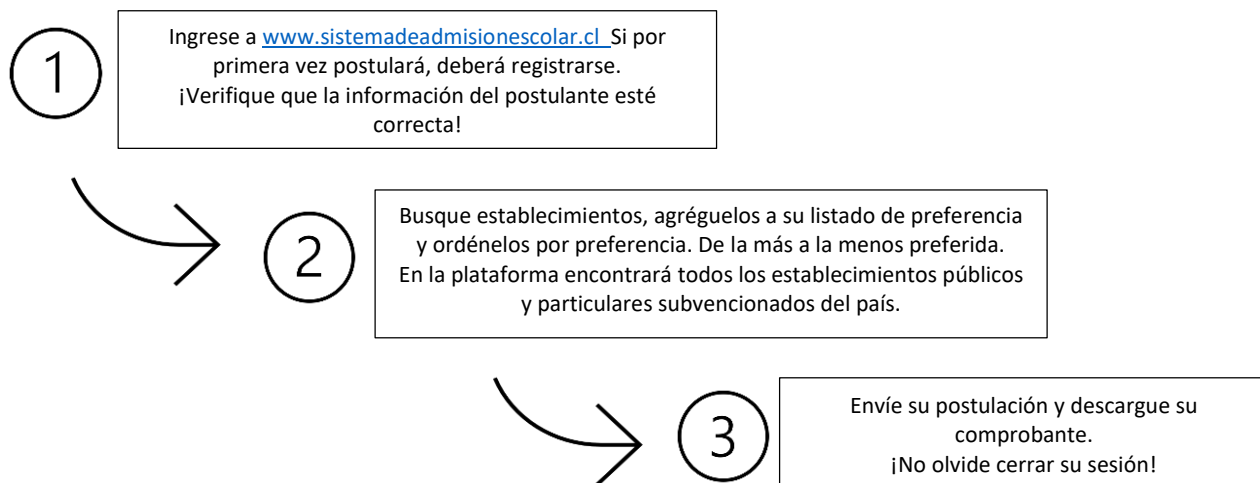 1
Ingrese a www.sistemadeadmisionescolar.cl Si por
primera vez postulará, deberá registrarse.
¡Verifique que la información del postulante esté
correcta!
2
Busque establecimientos, agréguelos a su listado de preferencia
y ordénelos por preferencia. De la más a la menos preferida.
En la plataforma encontrará todos los establecimientos públicos
y particulares subvencionados del país.
3
Envíe su postulación y descargue su
comprobante.
¡No olvide cerrar su sesión!